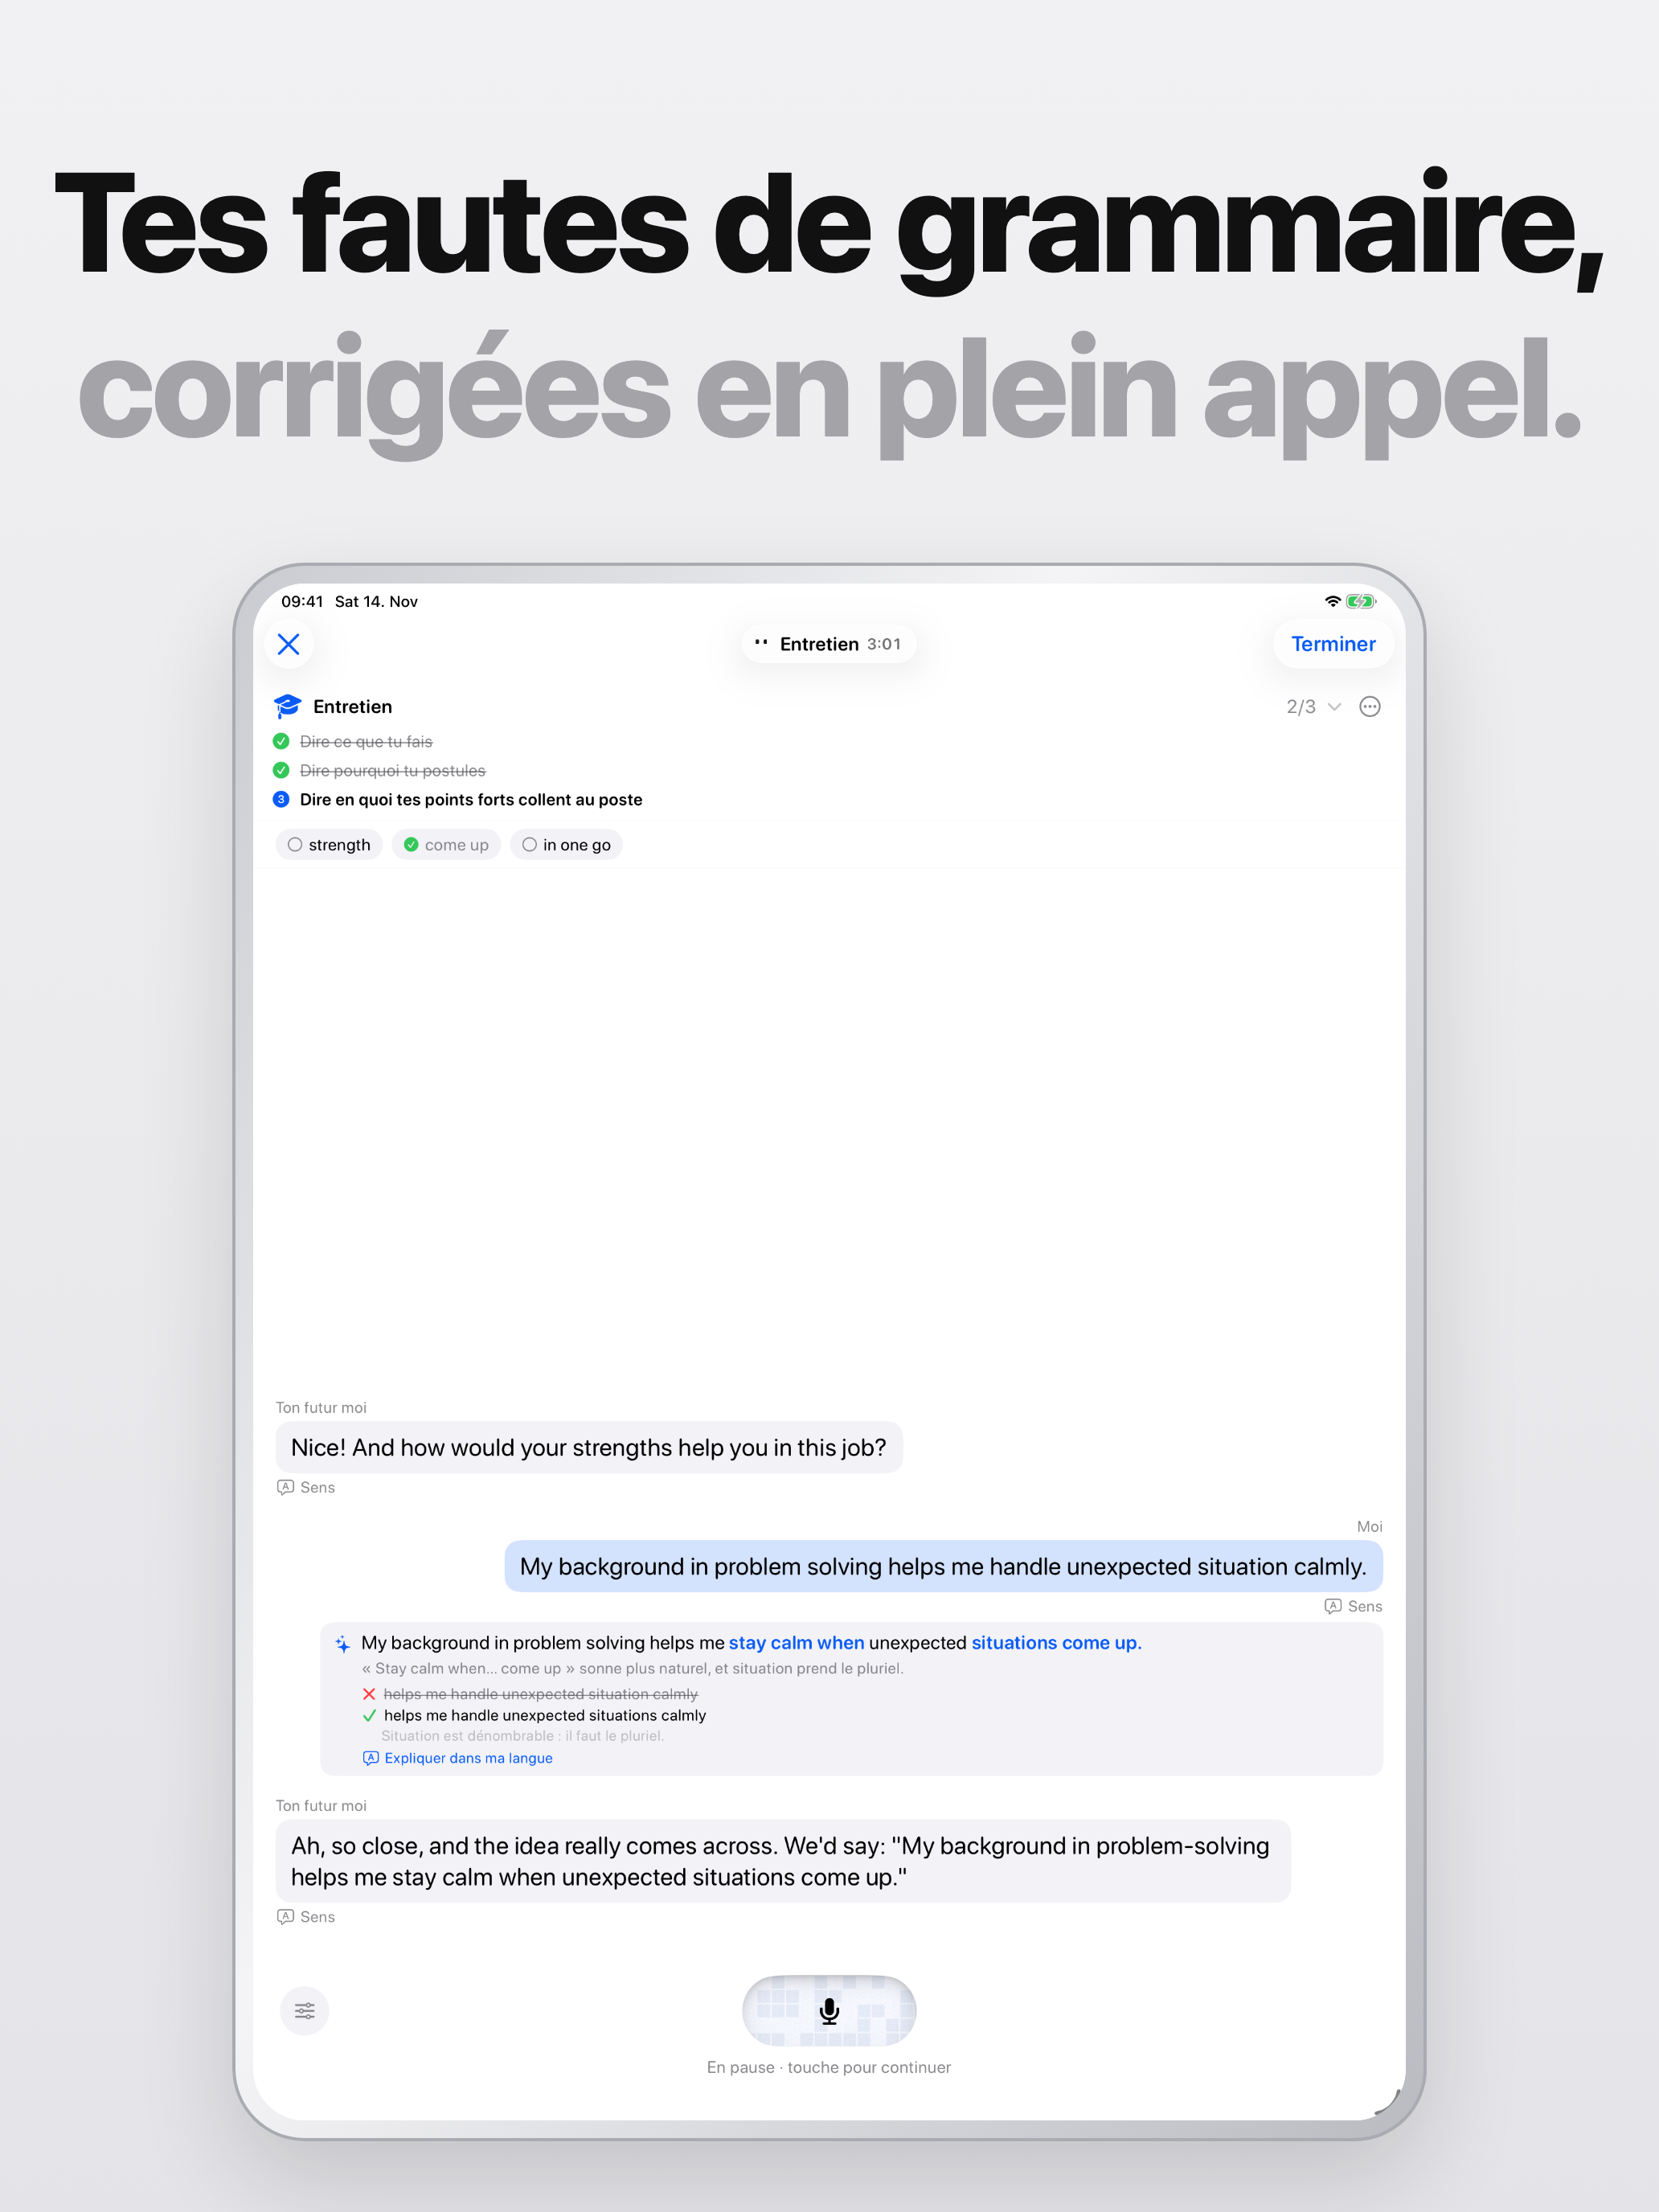 Tes fautes de grammaire,
corrigées en plein appel.
09:41 Sat 14. Nov
Entretien 3:01
Terminer
Entretien
2/3
Dire ce que tu fais
Dire pourquoi tu postules
3 Dire en quoi tes points forts collent au poste
strength come up in one go
Ton futur moi
Nice! And how would your strengths help you in this job?
A Sens
Moi
My background in problem solving helps me handle unexpected situation calmly.
A Sens
My background in problem solving helps me stay calm when unexpected situations come up.
« Stay calm when... come up » sonne plus naturel, et situation prend le pluriel.
helps me handle unexpected situation calmly
helps me handle unexpected situations calmly
Situation est dénombrable : il faut le pluriel.
A Expliquer dans ma langue
Ton futur moi
Ah, so close, and the idea really comes across. We'd say: "My background in problem-solving
helps me stay calm when unexpected situations come up."
A Sens
En pause · touche pour continuer